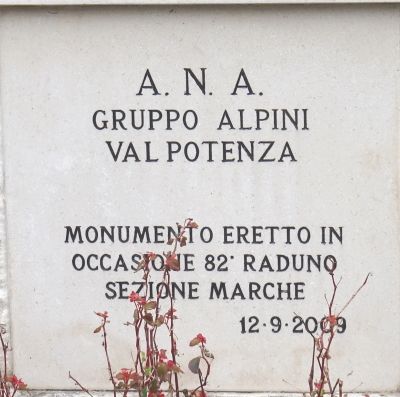 A. N. A.
GRUPPO ALPINI
VAL POTENZA
MONUMENTO ERETTO IN
OCCASIONE 82° RADUNO
SEZIONE MARCHE
12·9·2009